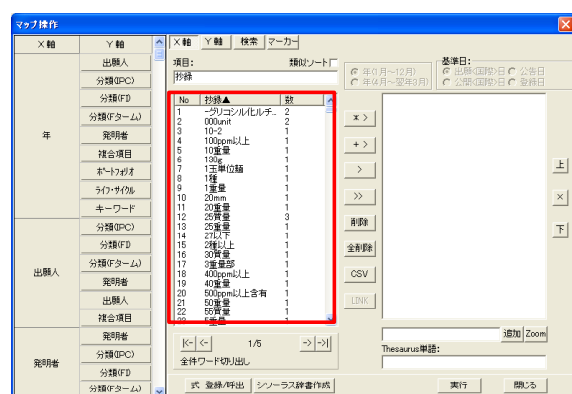 マップ操作
X軸 Y軸
年
出願人
分類(IPC)
分類(FI)
分類(Fターム)
発明者
複合項目
ポートフォリオ
ライフ・サイクル
キーワード
出願人
分類(IPC)
分類(FI)
分類(Fターム)
発明者
出願人
複合項目
発明者
発明者
分類(IPC)
分類(FI)
分類(Fターム)
X軸 Y軸 検索 マーカー
項目: 類似ソート
抄録
年(1月~12月)
年(4月~翌年3月)
基準日:
出願(国際)日 公告日
公開(国際)日 登録日
No 抄録▲ 数
1 -グリコシル化ルチ.. 2
2 000unit 2
3 10-2 1
4 100ppm以上 1
5 10重量 1
6 130g 1
7 1玉単位麺 1
8 1種 1
9 1重量 1
10 20mm 1
11 20重量 1
12 25質量 3
13 25重量 1
14 27以下 1
15 2種以上 1
16 30質量 1
17 3重量部 1
18 400ppm以上 1
19 40重量 1
20 500ppm以上含有 1
21 50重量 1
22 55質量 1
23 5重量 1
× >
+ >
>
>>
削除
全削除
CSV
LINK
上
×
下
|<- <- 1/5 -> ->|
全件ワード切り出し
追加 Zoom
Thesaurus単語:
式 登録/呼出 シソーラス辞書作成 実行 閉じる